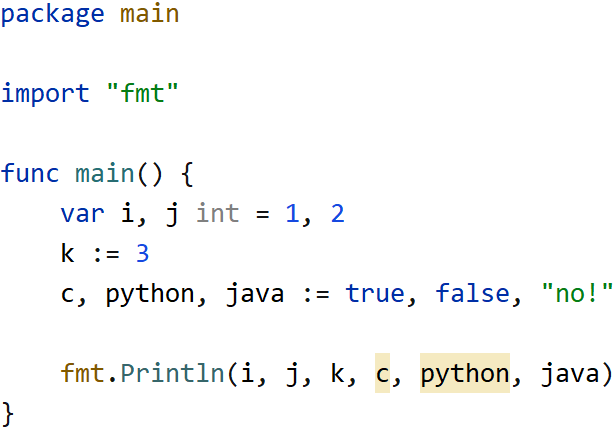 package main
import "fmt"
func main() {
var i, j int = 1, 2
k := 3
c, python, java := true, false, "no!"
fmt.Println(i, j, k, c, python, java)
}